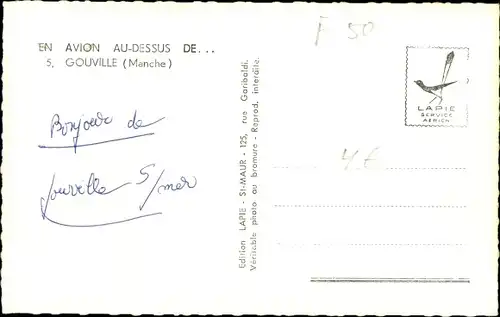 EN AVION AU-DESSUS DE...
5, GOUVILLE (Manche)
Bonjour de
Gouville S/mer
Edition LAPIE - St-MAUR - 125, rue Garibaldi.
Véritable photo au bromure - Reprod. interdite.
F 50
LAPIE
SERVICE
AERIEN
4€